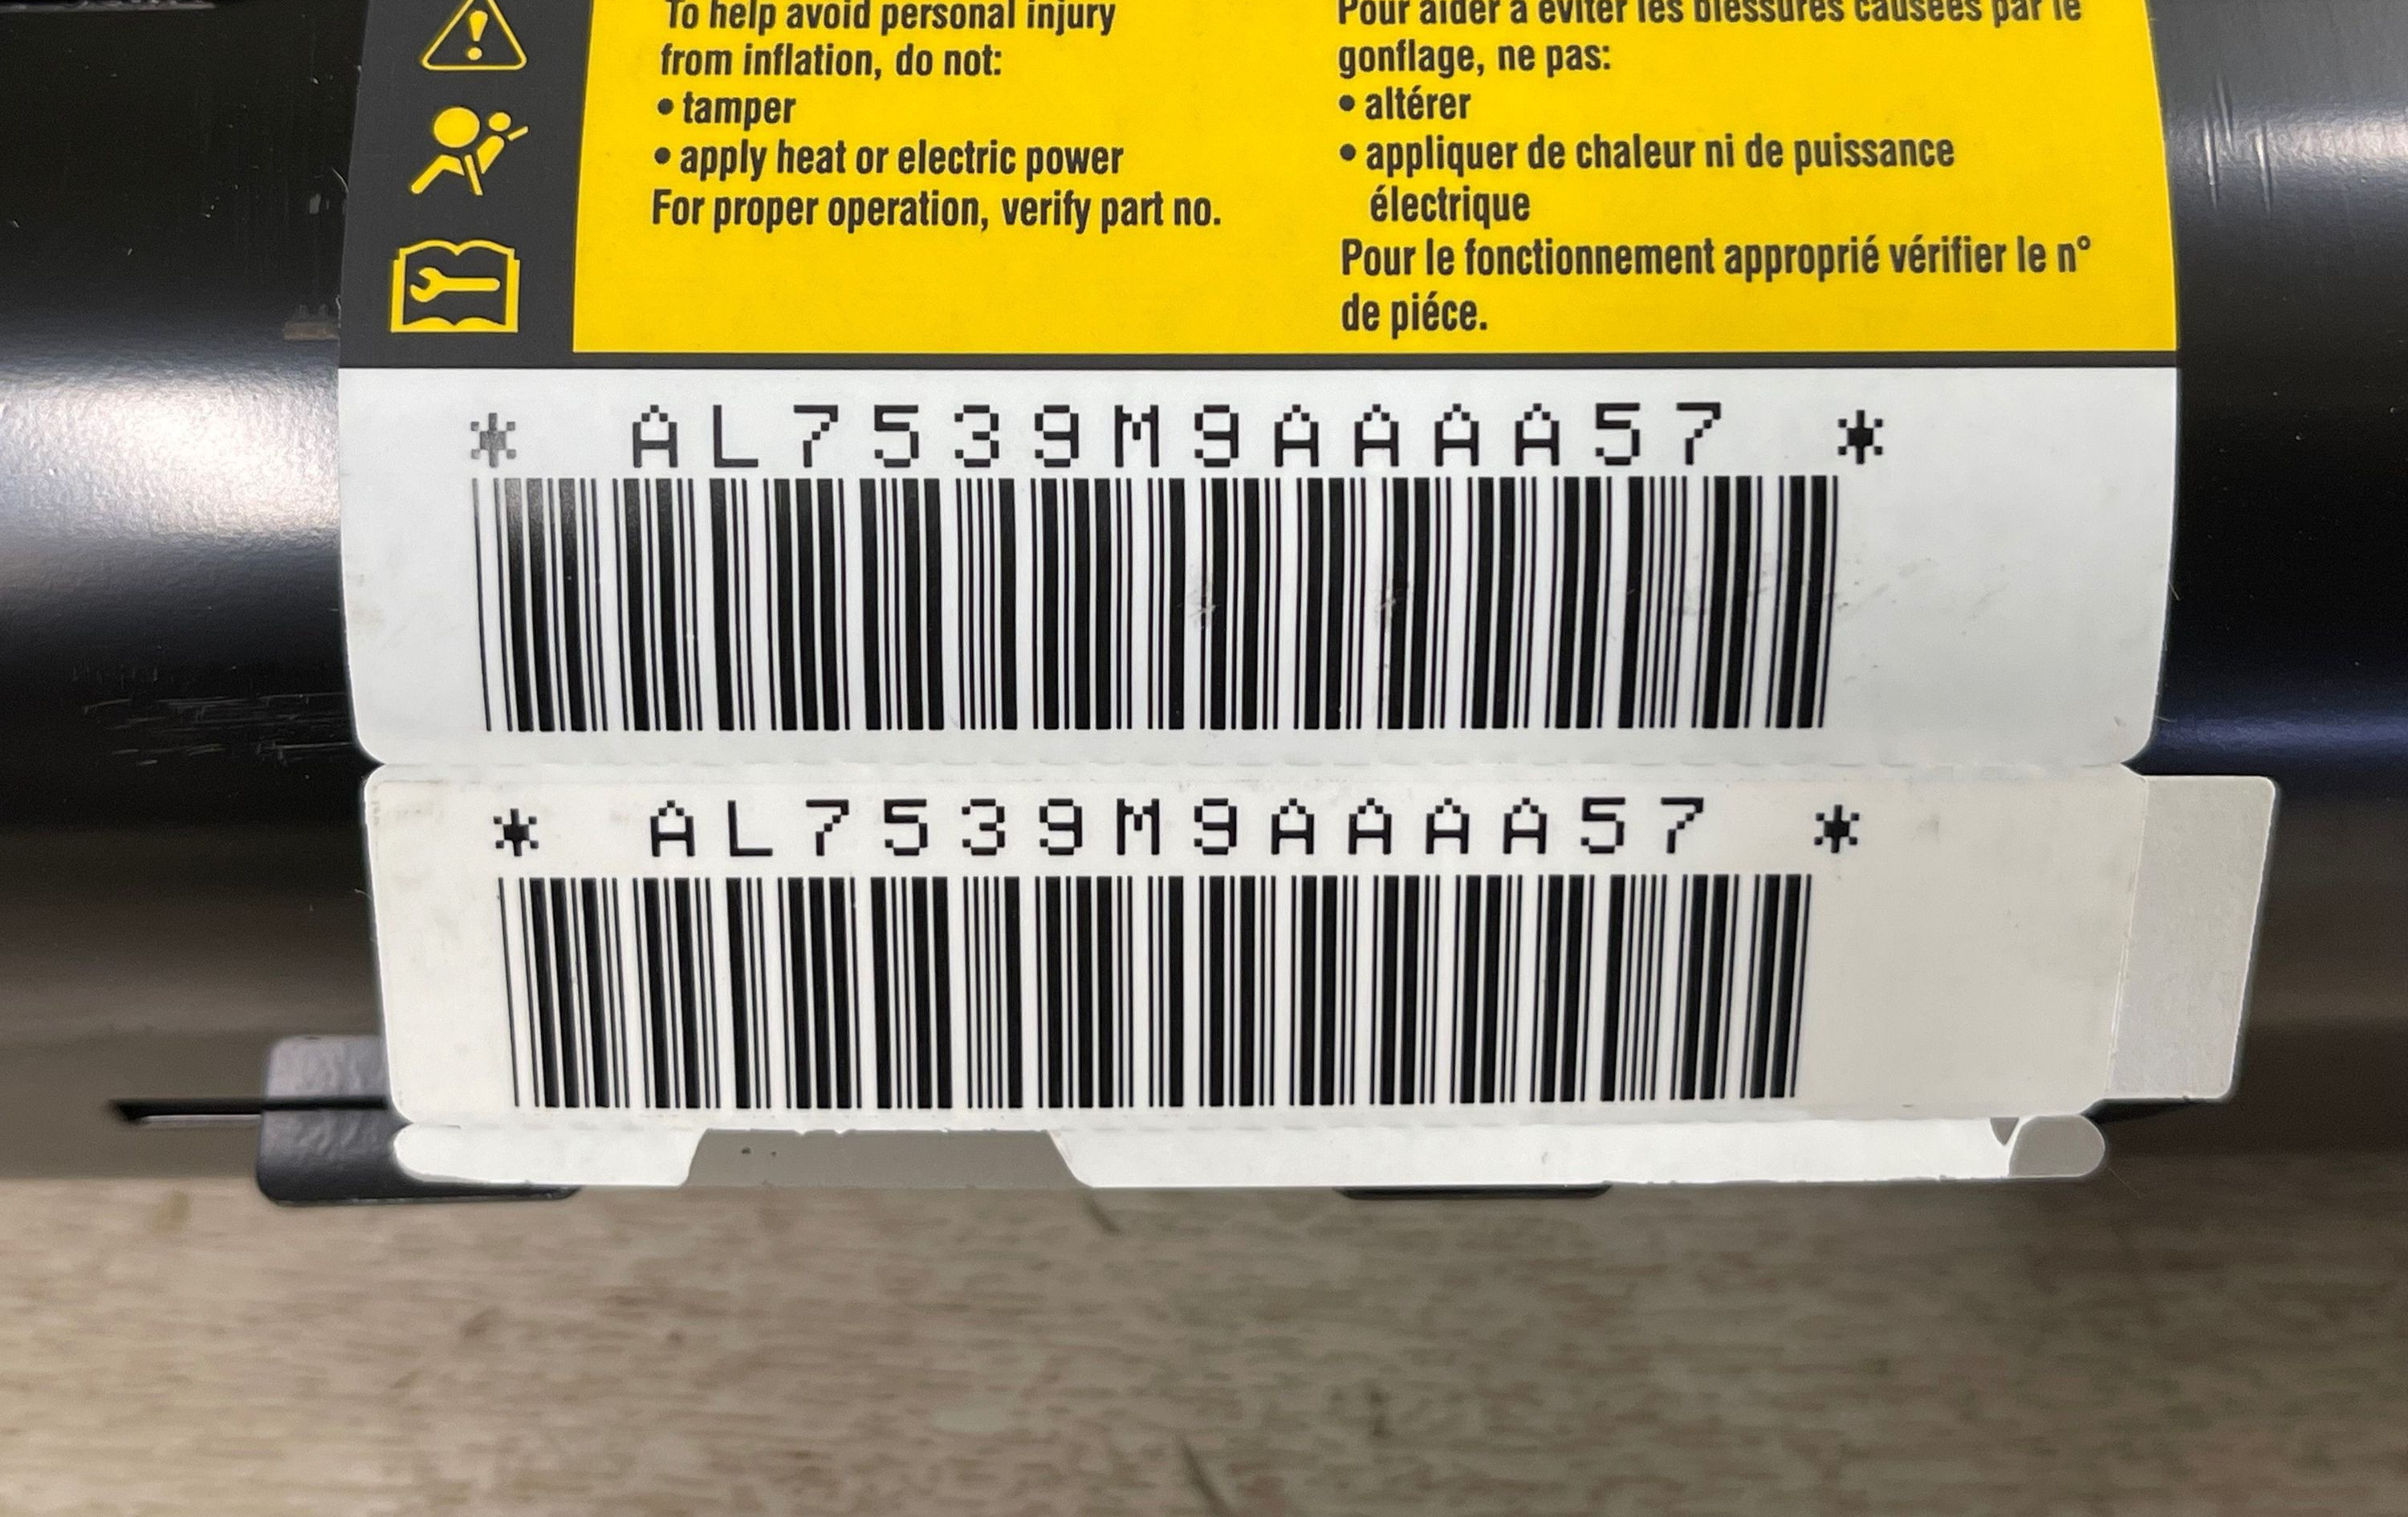 To help avoid personal injury
from inflation, do not:
• tamper
• apply heat or electric power
For proper operation, verify part no.
Pour aider à éviter les blessures causées par le
gonflage, ne pas:
• altérer
• appliquer de chaleur ni de puissance
électrique
Pour le fonctionnement approprié vérifier le n°
de piéce.
* AL7539M9AAAA57 *
* AL7539M9AAAA57 *